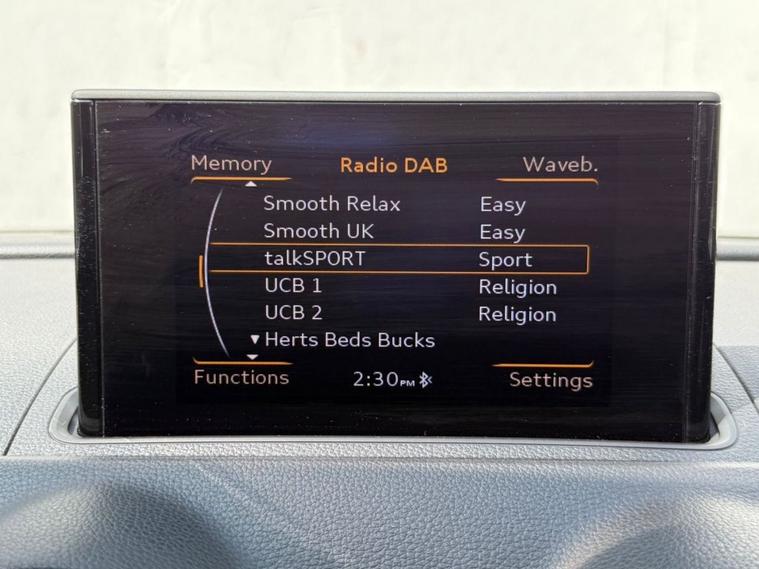 Memory Radio DAB Waveb.
Smooth Relax Easy
Smooth UK Easy
talkSPORT Sport
UCB 1 Religion
UCB 2 Religion
▼ Herts Beds Bucks
Functions 2:30PM Settings